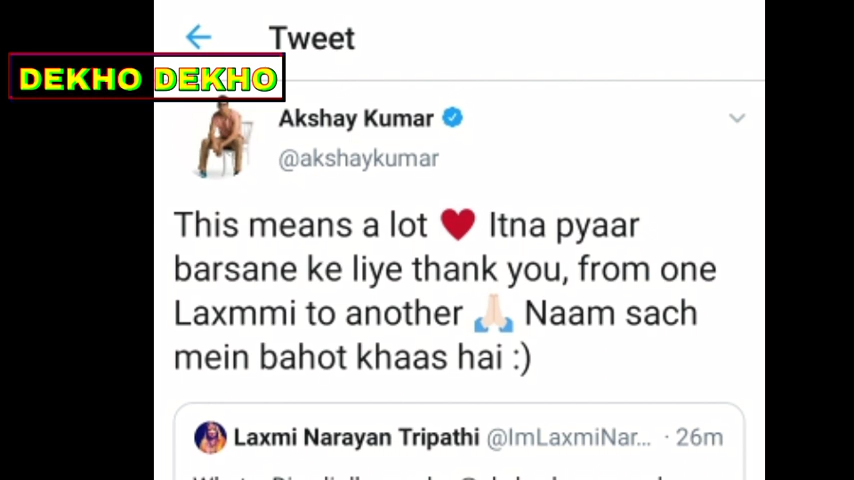 Tweet
DEKHO DEKHO
Akshay Kumar
@akshaykumar
This means a lot ❤️ Itna pyaar
barsane ke liye thank you, from one
Laxmmi to another 🙏🏻 Naam sach
mein bahot khaas hai :)
Laxmi Narayan Tripathi @ImLaxmiNar... · 26m